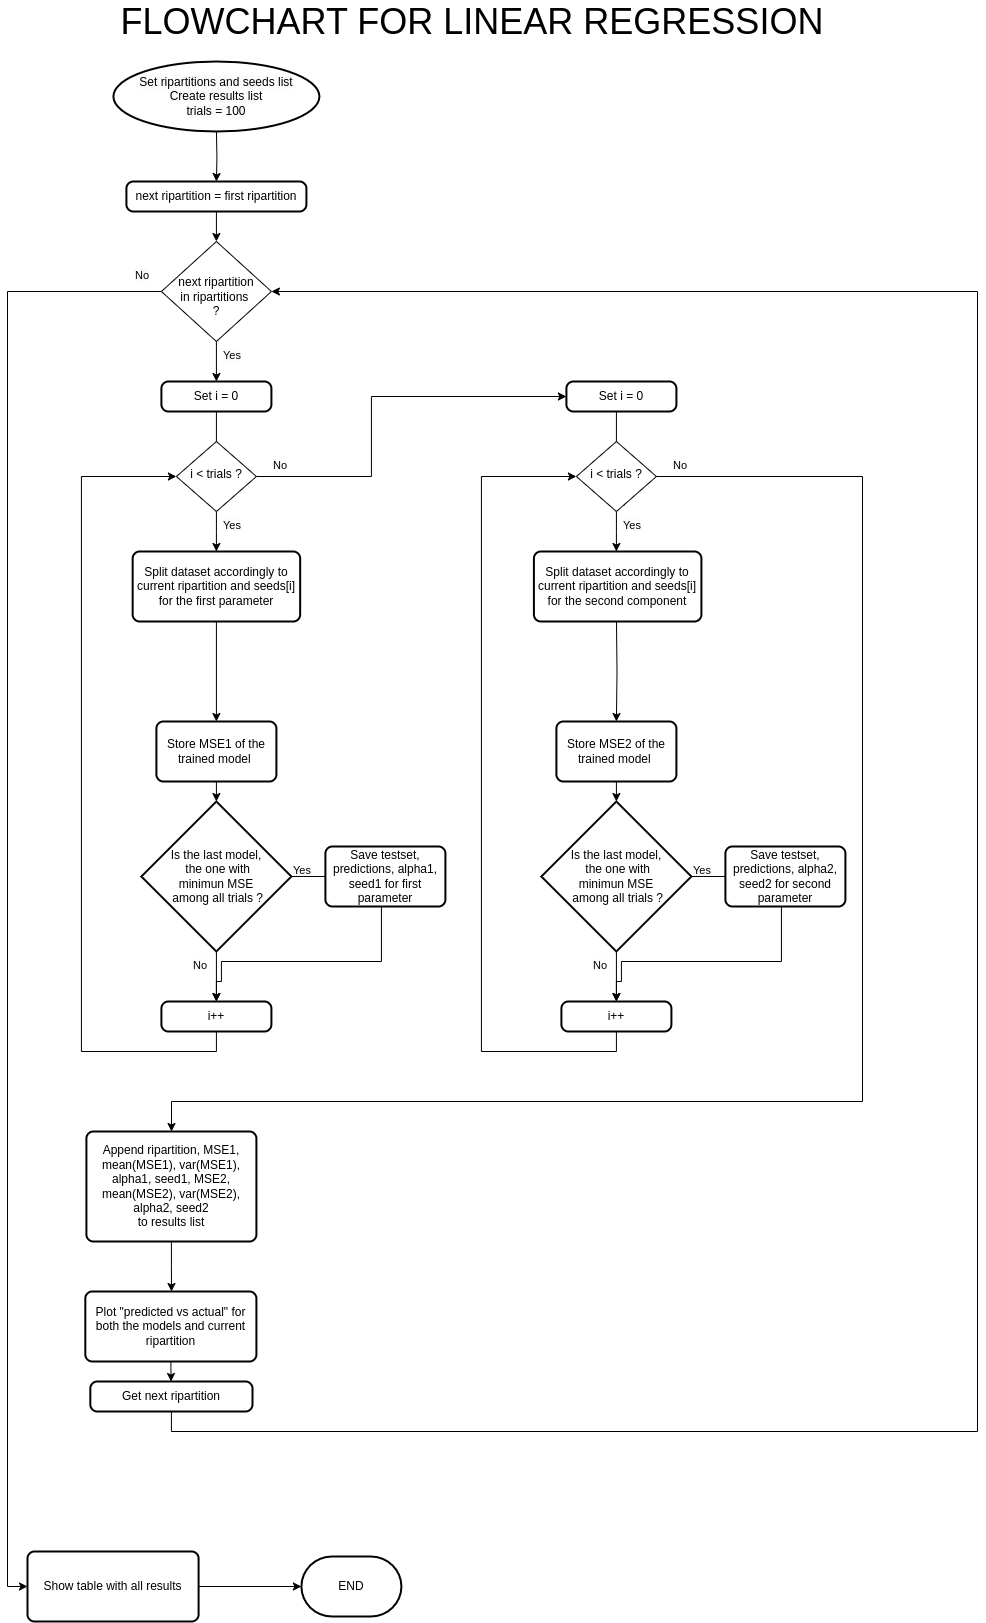 FLOWCHART FOR LINEAR REGRESSION
Set ripartitions and seeds list
Create results list
trials = 100
next ripartition = first ripartition
No
next ripartition
in ripartitions
?
Yes
Set i = 0
i < trials ?
No
Yes
Split dataset accordingly to
current ripartition and seeds[i]
for the first parameter
Store MSE1 of the
trained model
Is the last model,
the one with
minimun MSE
among all trials ?
Yes
Save testset,
predictions, alpha1,
seed1 for first
parameter
No
i++
Set i = 0
i < trials ?
No
Yes
Split dataset accordingly to
current ripartition and seeds[i]
for the second component
Store MSE2 of the
trained model
Is the last model,
the one with
minimun MSE
among all trials ?
Yes
Save testset,
predictions, alpha2,
seed2 for second
parameter
No
i++
Append ripartition, MSE1,
mean(MSE1), var(MSE1),
alpha1, seed1, MSE2,
mean(MSE2), var(MSE2),
alpha2, seed2
to results list
Plot "predicted vs actual" for
both the models and current
ripartition
Get next ripartition
Show table with all results
END